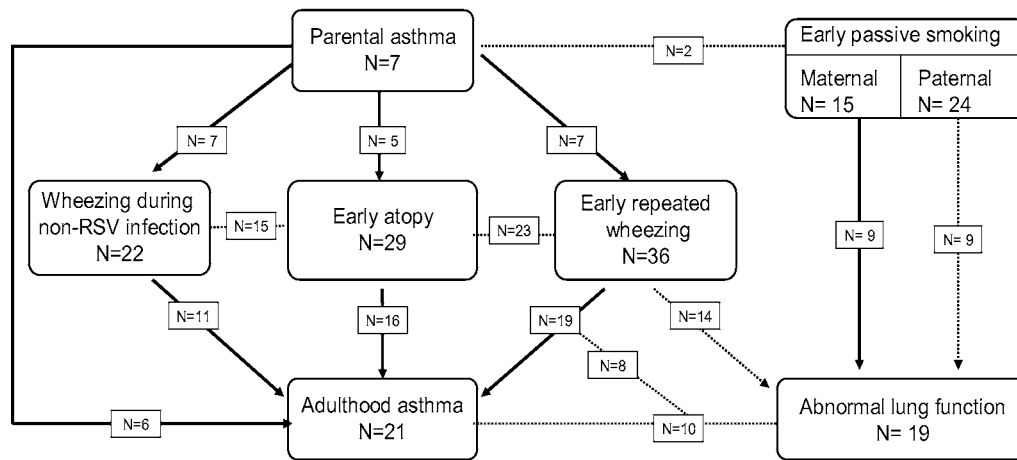 Parental asthma
N=7
N=2
Early passive smoking
Maternal
N= 15
Paternal
N= 24
N= 7
N= 5
N=7
Wheezing during
non-RSV infection
N=22
N=15
Early atopy
N=29
N=23
Early repeated
wheezing
N=36
N= 9
N= 9
N=11
N=16
N=19
N=14
N=8
Adulthood asthma
N=21
N=6
N=10
Abnormal lung function
N= 19